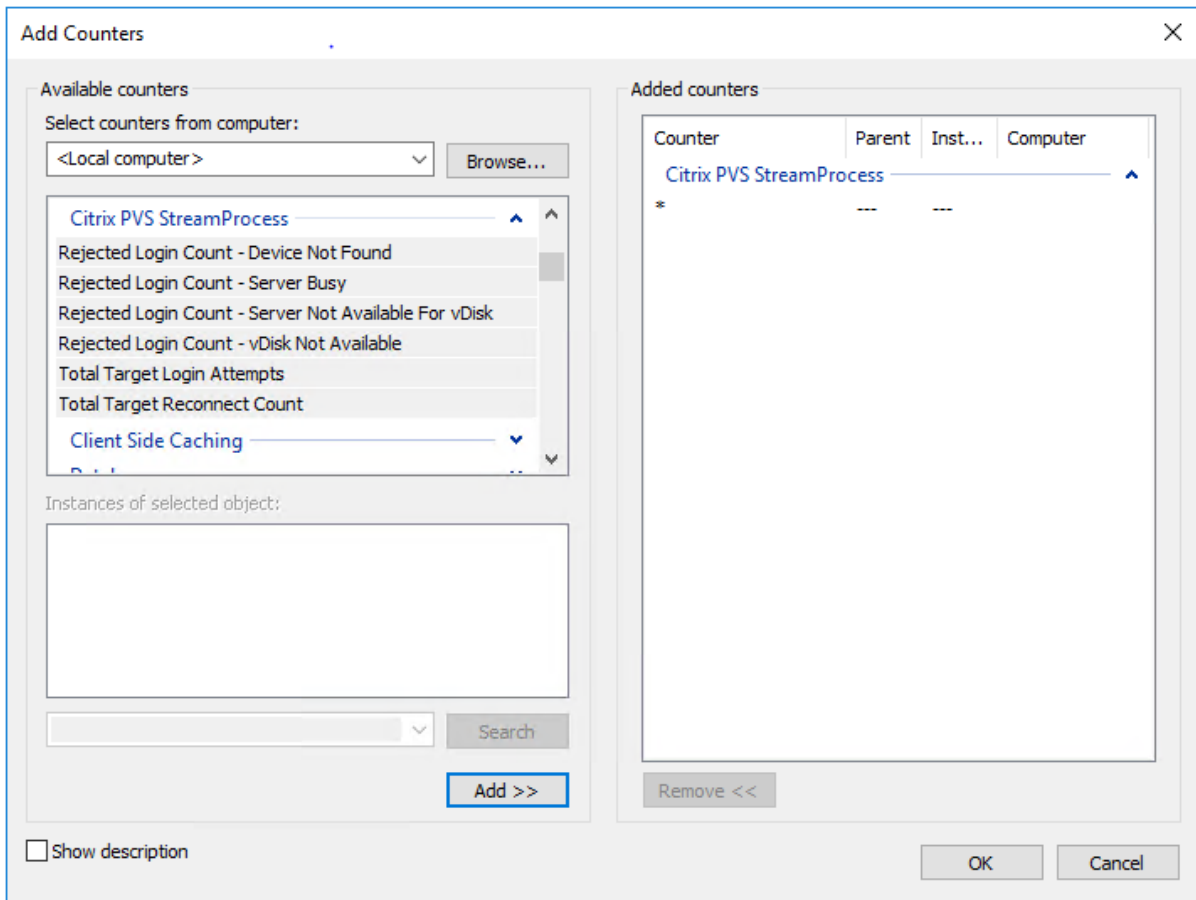 Add Counters
Available counters
Select counters from computer:
<Local computer>
Browse...
Citrix PVS StreamProcess
Rejected Login Count - Device Not Found
Rejected Login Count - Server Busy
Rejected Login Count - Server Not Available For vDisk
Rejected Login Count - vDisk Not Available
Total Target Login Attempts
Total Target Reconnect Count
Client Side Caching
Instances of selected object:
Search
Add >>
Show description
Added counters
Counter Parent Inst... Computer
Citrix PVS StreamProcess
* --- ---
Remove <<
OK
Cancel